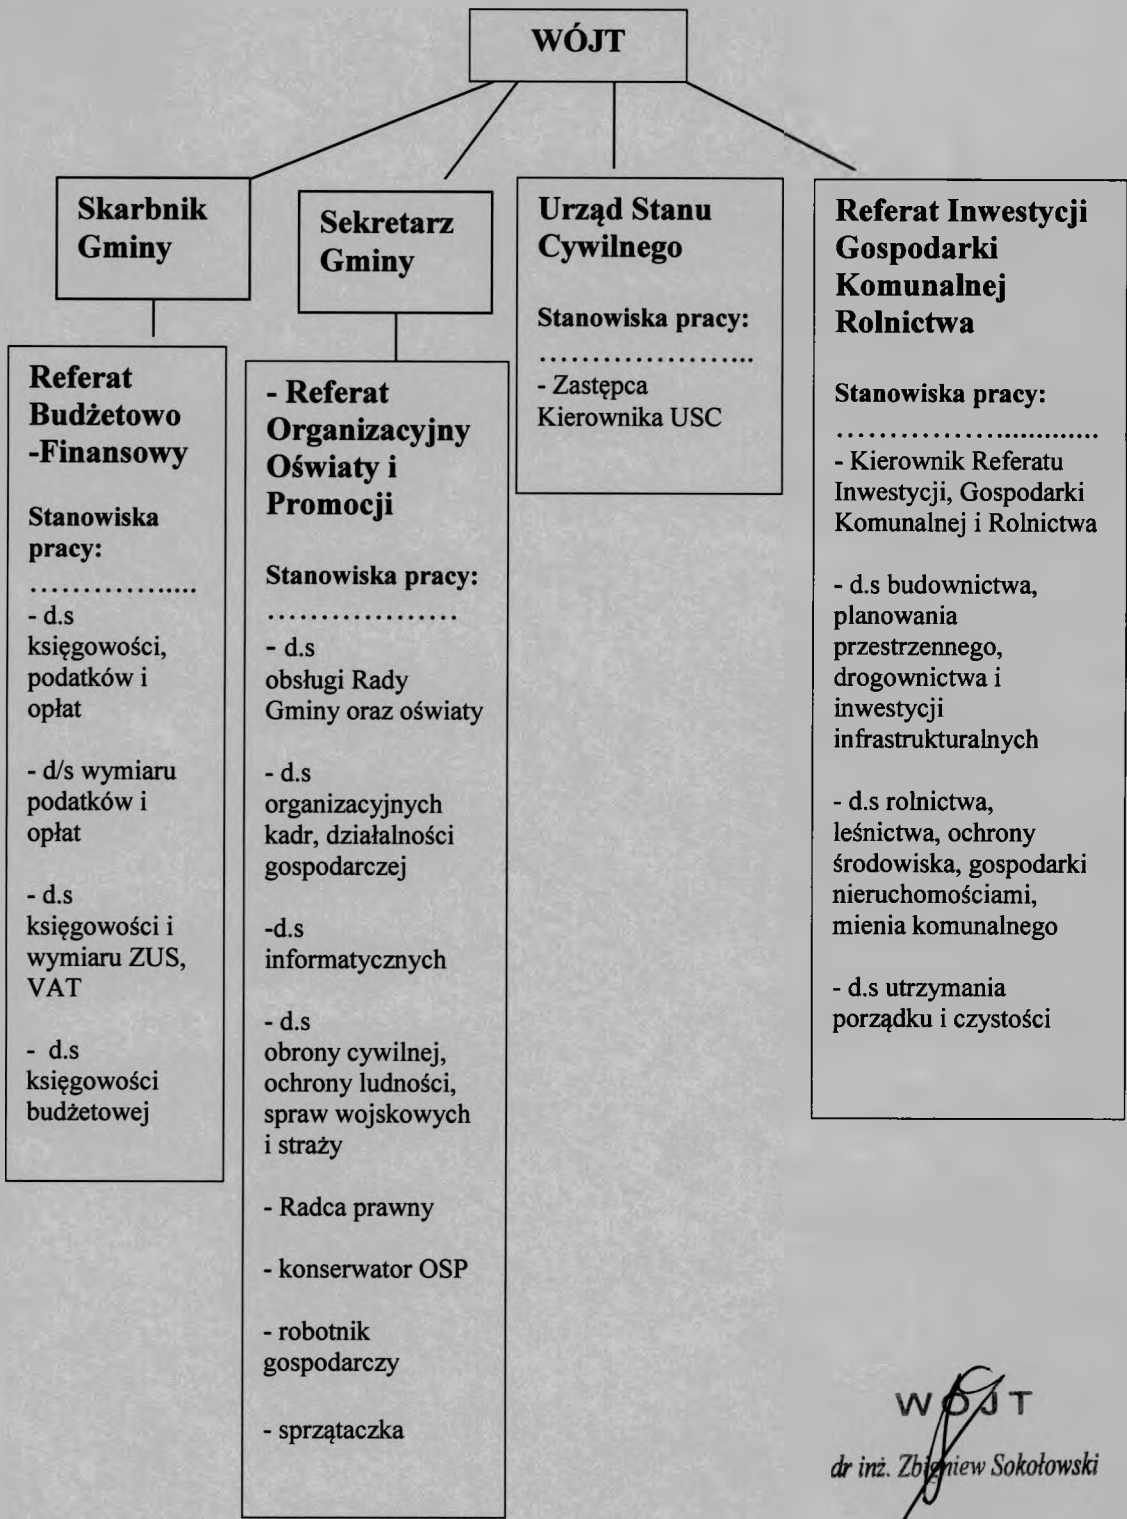 WÓJT
Skarbnik
Gminy
Referat
Budżetowo
-Finansowy
Stanowiska
pracy:
....................
- d.s
księgowości,
podatków i
opłat
- d/s wymiaru
podatków i
opłat
- d.s
księgowości i
wymiaru ZUS,
VAT
- d.s
księgowości
budżetowej
Sekretarz
Gminy
- Referat
Organizacyjny
Oświaty i
Promocji
Stanowiska pracy:
..................
- d.s
obsługi Rady
Gminy oraz oświaty
- d.s
organizacyjnych
kadr, działalności
gospodarczej
-d.s
informatycznych
- d.s
obrony cywilnej,
ochrony ludności,
spraw wojskowych
i straży
- Radca prawny
- konserwator OSP
- robotnik
gospodarczy
- sprzątaczka
Urząd Stanu
Cywilnego
Stanowiska pracy:
......................
- Zastępca
Kierownika USC
Referat Inwestycji
Gospodarki
Komunalnej
Rolnictwa
Stanowiska pracy:
..............................
- Kierownik Referatu
Inwestycji, Gospodarki
Komunalnej i Rolnictwa
- d.s budownictwa,
planowania
przestrzennego,
drogownictwa i
inwestycji
infrastrukturalnych
- d.s rolnictwa,
leśnictwa, ochrony
środowiska, gospodarki
nieruchomościami,
mienia komunalnego
- d.s utrzymania
porządku i czystości
WÓJT
dr inż. Zbigniew Sokołowski